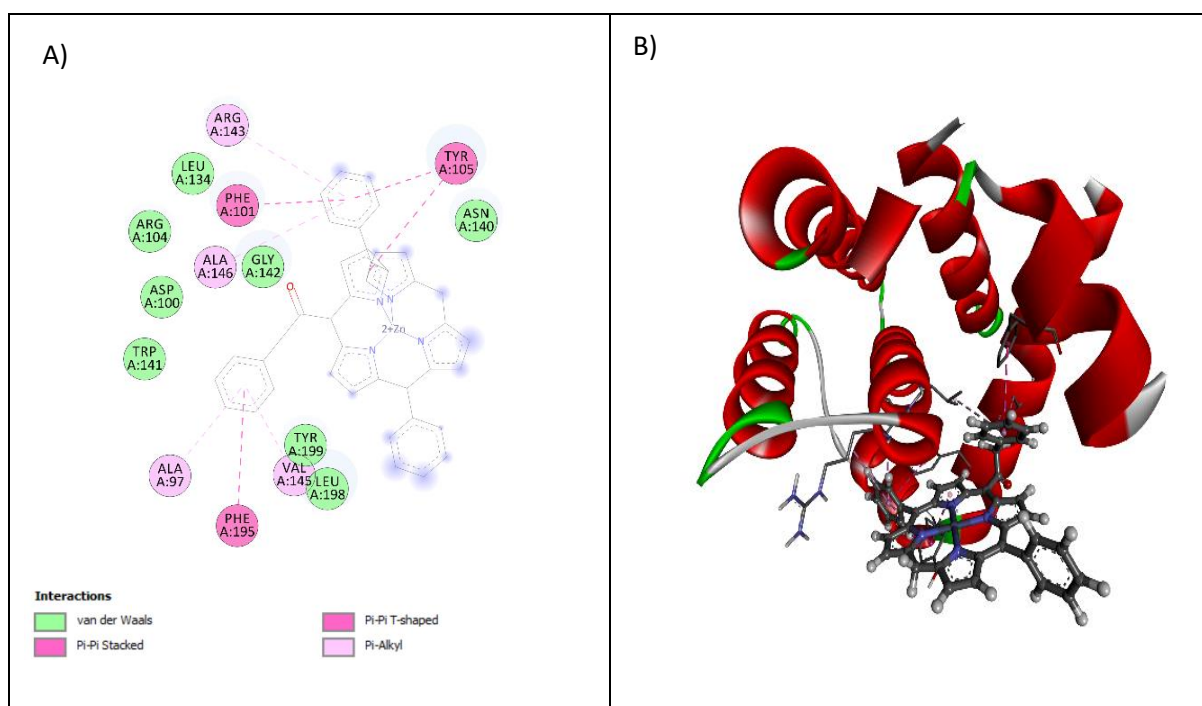 A)
ARG
A:143
LEU
A:134
TYR
A:105
PHE
A:101
ASN
A:140
ARG
A:104
ALA
A:146
GLY
A:142
ASP
A:100
O
N
N
2+Zn
N
N
TRP
A:141
TYR
A:199
ALA
A:97
VAL
A:145
LEU
A:198
PHE
A:195
Interactions
van der Waals
Pi-Pi Stacked
Pi-Pi T-shaped
Pi-Alkyl
B)